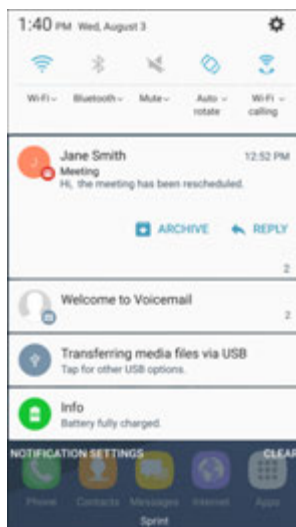 1:40 PM Wed, August 3
Wi-Fi Bluetooth Mute Auto rotate Wi-Fi calling
Jane Smith 12:52 PM
Meeting
Hi, the meeting has been rescheduled.
ARCHIVE REPLY
2
Welcome to Voicemail
2
Transferring media files via USB
Tap for other USB options.
Info
Battery fully charged.
NOTIFICATION SETTINGS CLEAR
Phone Contacts Messages Internet Apps
Sprint